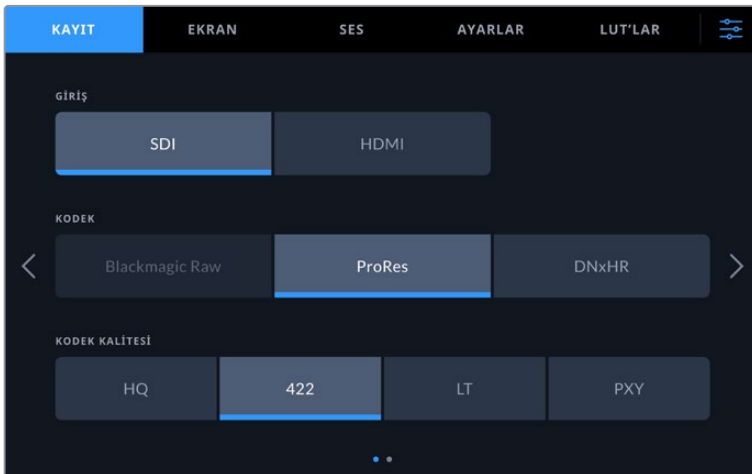 KAYIT EKRAN SES AYARLAR LUT'LAR
GİRİŞ
SDI HDMI
KODEK
Blackmagic Raw ProRes DNxHR
KODEK KALİTESİ
HQ 422 LT PXY